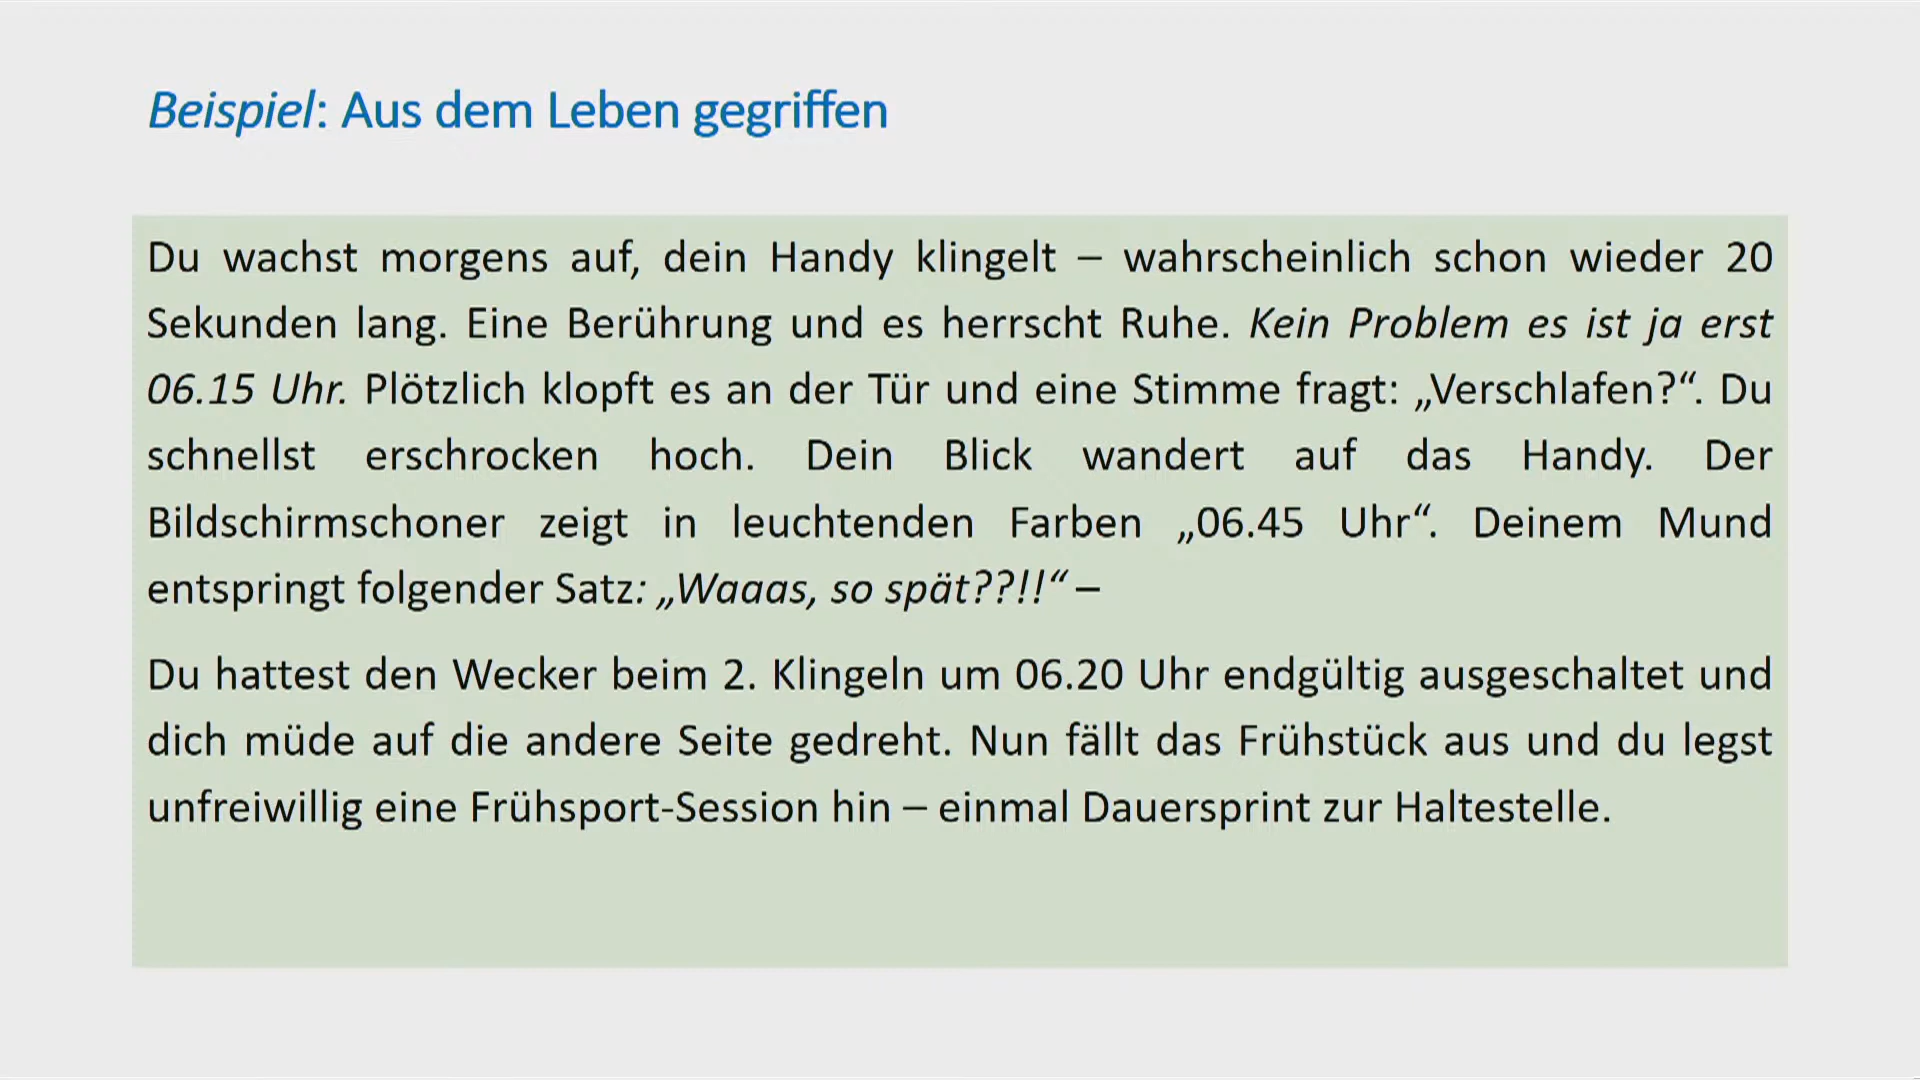 Beispiel: Aus dem Leben gegriffen
Du wachst morgens auf, dein Handy klingelt – wahrscheinlich schon wieder 20
Sekunden lang. Eine Berührung und es herrscht Ruhe. Kein Problem es ist ja erst
06.15 Uhr. Plötzlich klopft es an der Tür und eine Stimme fragt: „Verschlafen?“. Du
schnellst erschrocken hoch. Dein Blick wandert auf das Handy. Der
Bildschirmschoner zeigt in leuchtenden Farben „06.45 Uhr“. Deinem Mund
entspringt folgender Satz: „Waaas, so spät??!!“ –
Du hattest den Wecker beim 2. Klingeln um 06.20 Uhr endgültig ausgeschaltet und
dich müde auf die andere Seite gedreht. Nun fällt das Frühstück aus und du legst
unfreiwillig eine Frühsport-Session hin – einmal Dauersprint zur Haltestelle.